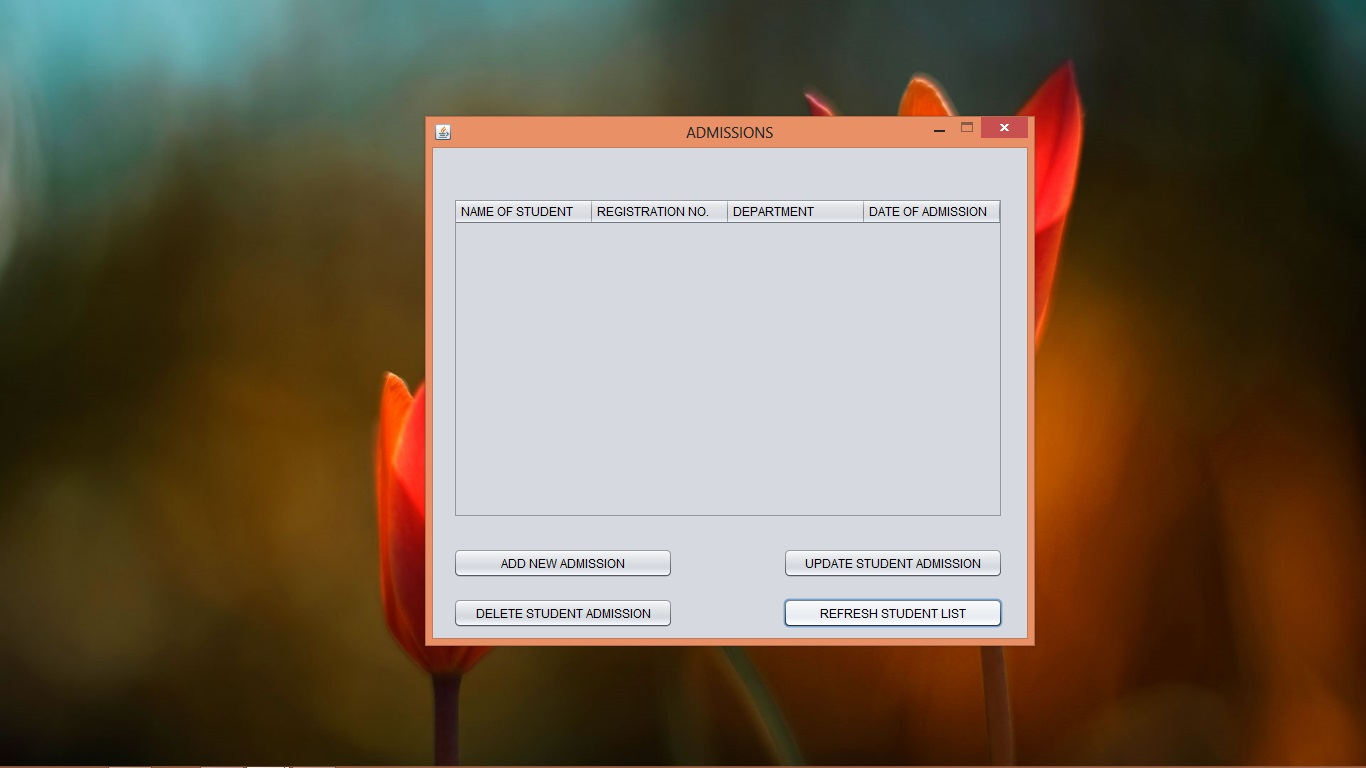 ADMISSIONS
NAME OF STUDENT REGISTRATION NO. DEPARTMENT DATE OF ADMISSION
ADD NEW ADMISSION UPDATE STUDENT ADMISSION
DELETE STUDENT ADMISSION REFRESH STUDENT LIST